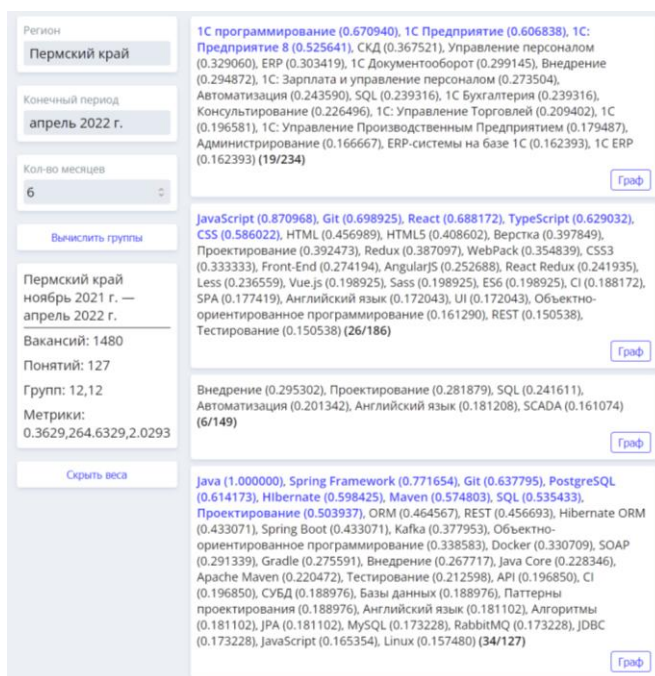 Регион
Пермский край
Конечный период
апрель 2022 г.
Кол-во месяцев
6
Вычислить группы
Пермский край
ноябрь 2021 г. —
апрель 2022 г.
Вакансий: 1480
Понятий: 127
Групп: 12,12
Метрики:
0.3629,264.6329,2.0293
Скрыть веса
1С программирование (0.670940), 1С Предприятие (0.606838), 1С:
Предприятие 8 (0.525641), СКД (0.367521), Управление персоналом
(0.329060), ERP (0.303419), 1С Документооборот (0.299145), Внедрение
(0.294872), 1С: Зарплата и управление персоналом (0.273504),
Автоматизация (0.243590), SQL (0.239316), 1С Бухгалтерия (0.239316),
Консультирование (0.226496), 1С: Управление Торговлей (0.209402), 1С
(0.196581), 1С: Управление Производственным Предприятием (0.179487),
Администрирование (0.166667), ERP-системы на базе 1С (0.162393), 1С ERP
(0.162393) (19/234)
Граф
JavaScript (0.870968), Git (0.698925), React (0.688172), TypeScript (0.629032),
CSS (0.586022), HTML (0.456989), HTML5 (0.408602), Верстка (0.397849),
Проектирование (0.392473), Redux (0.387097), WebPack (0.354839), CSS3
(0.333333), Front-End (0.274194), AngularJS (0.252688), React Redux (0.241935),
Less (0.236559), Vue.js (0.198925), Sass (0.198925), ES6 (0.198925), CI (0.188172),
SPA (0.177419), Английский язык (0.172043), UI (0.172043), Объектно-
ориентированное программирование (0.161290), REST (0.150538),
Тестирование (0.150538) (26/186)
Граф
Внедрение (0.295302), Проектирование (0.281879), SQL (0.241611),
Автоматизация (0.201342), Английский язык (0.181208), SCADA (0.161074)
(6/149)
Граф
Java (1.000000), Spring Framework (0.771654), Git (0.637795), PostgreSQL
(0.614173), HIbernate (0.598425), Maven (0.574803), SQL (0.535433),
Проектирование (0.503937), ORM (0.464567), REST (0.456693), Hibernate ORM
(0.433071), Spring Boot (0.433071), Kafka (0.377953), Объектно-
ориентированное программирование (0.338583), Docker (0.330709), SOAP
(0.291339), Gradle (0.275591), Внедрение (0.267717), Java Core (0.228346),
Apache Maven (0.220472), Тестирование (0.212598), API (0.196850), CI
(0.196850), СУБД (0.188976), Базы данных (0.188976), Паттерны
проектирования (0.188976), Английский язык (0.181102), Алгоритмы
(0.181102), JPA (0.181102), MySQL (0.173228), RabbitMQ (0.173228), JDBC
(0.173228), JavaScript (0.165354), Linux (0.157480) (34/127)
Граф